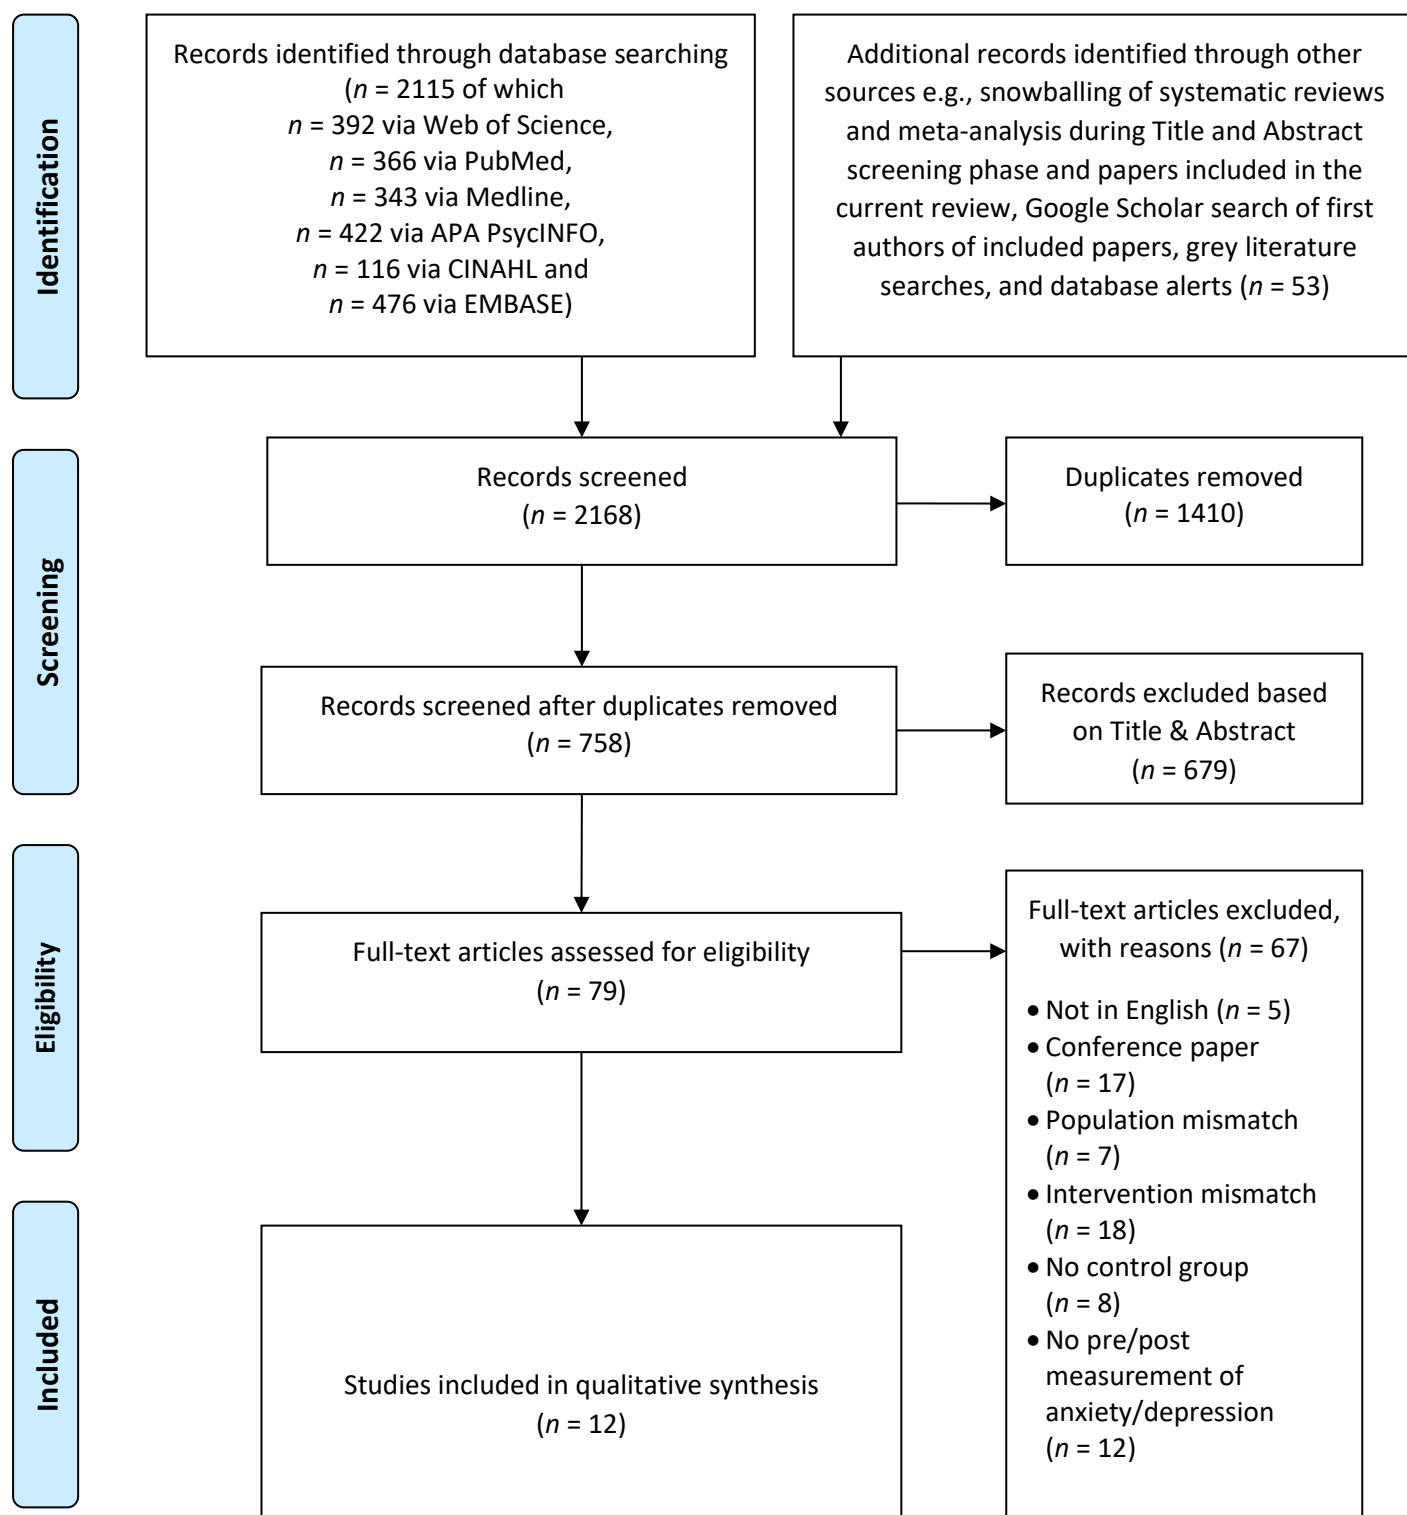 Identification
Records identified through database searching
(n = 2115 of which
n = 392 via Web of Science,
n = 366 via PubMed,
n = 343 via Medline,
n = 422 via APA PsycINFO,
n = 116 via CINAHL and
n = 476 via EMBASE)
Additional records identified through other
sources e.g., snowballing of systematic reviews
and meta-analysis during Title and Abstract
screening phase and papers included in the
current review, Google Scholar search of first
authors of included papers, grey literature
searches, and database alerts (n = 53)
Screening
Records screened
(n = 2168)
Duplicates removed
(n = 1410)
Records screened after duplicates removed
(n = 758)
Records excluded based
on Title & Abstract
(n = 679)
Eligibility
Full-text articles assessed for eligibility
(n = 79)
Full-text articles excluded,
with reasons (n = 67)
• Not in English (n = 5)
• Conference paper
(n = 17)
• Population mismatch
(n = 7)
• Intervention mismatch
(n = 18)
• No control group
(n = 8)
• No pre/post
measurement of
anxiety/depression
(n = 12)
Included
Studies included in qualitative synthesis
(n = 12)